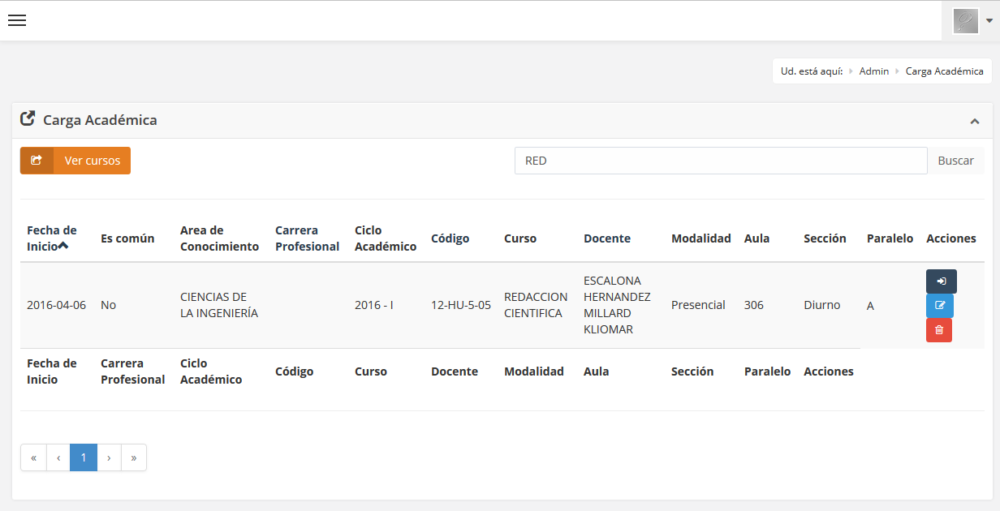 Ud. está aquí: Admin Carga Académica
Carga Académica
Ver cursos
RED
Buscar
Fecha de Inicio
Es común
Area de Conocimiento
Carrera Profesional
Ciclo Académico
Código
Curso
Docente
Modalidad
Aula
Sección
Paralelo
Acciones
2016-04-06
No
CIENCIAS DE LA INGENIERÍA
2016 - I
12-HU-5-05
REDACCION CIENTIFICA
ESCALONA HERNANDEZ MILLARD KLIOMAR
Presencial
306
Diurno
A
Fecha de Inicio
Carrera Profesional
Ciclo Académico
Código
Curso
Docente
Modalidad
Aula
Sección
Paralelo
Acciones
« ‹ 1 › »